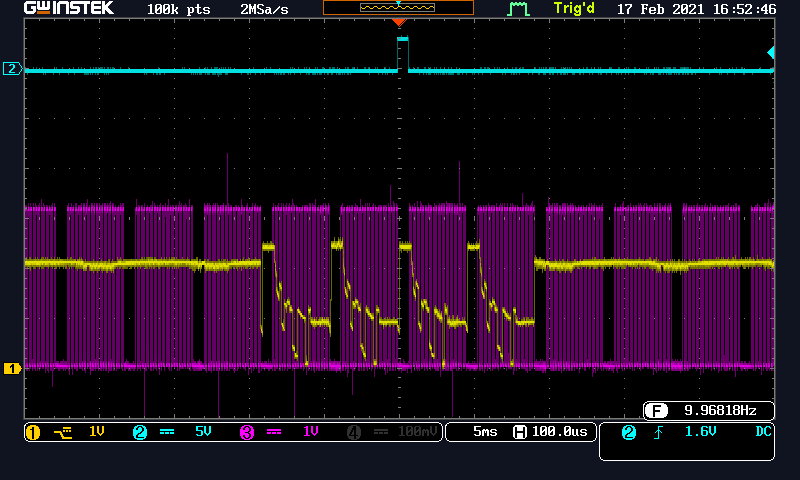 GWINSTEK 100k pts 2MSa/s Trig'd 17 Feb 2021 16:52:46
2
1
F 9.96818Hz
1 1V 2 5V 3 1V 4 100mV 5ms H 100.0us 2 1.6V DC